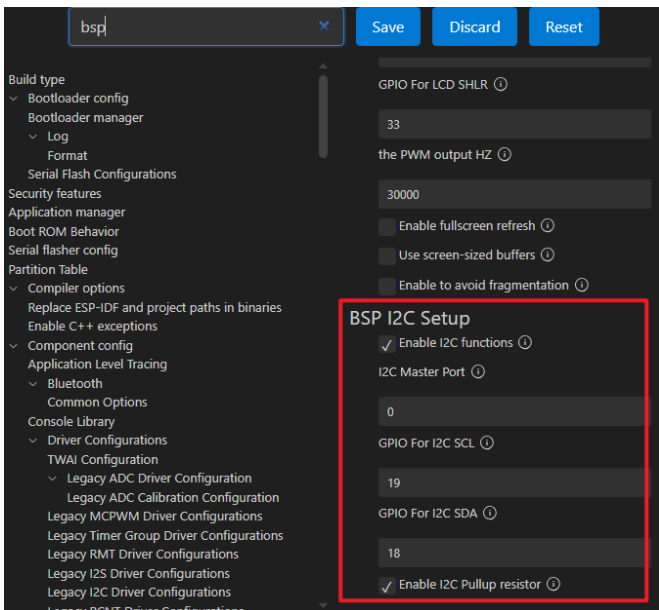 bsp
Save
Discard
Reset
Build type
Bootloader config
Bootloader manager
Log
Format
Serial Flash Configurations
Security features
Application manager
Boot ROM Behavior
Serial flasher config
Partition Table
Compiler options
Replace ESP-IDF and project paths in binaries
Enable C++ exceptions
Component config
Application Level Tracing
Bluetooth
Common Options
Console Library
Driver Configurations
TWAI Configuration
Legacy ADC Driver Configuration
Legacy ADC Calibration Configuration
Legacy MCPWM Driver Configurations
Legacy Timer Group Driver Configurations
Legacy RMT Driver Configurations
Legacy I2S Driver Configurations
Legacy I2C Driver Configurations
Legacy PCNT Driver Configurations
GPIO For LCD SHLR
33
the PWM output HZ
30000
Enable fullscreen refresh
Use screen-sized buffers
Enable to avoid fragmentation
BSP I2C Setup
Enable I2C functions
I2C Master Port
0
GPIO For I2C SCL
19
GPIO For I2C SDA
18
Enable I2C Pullup resistor